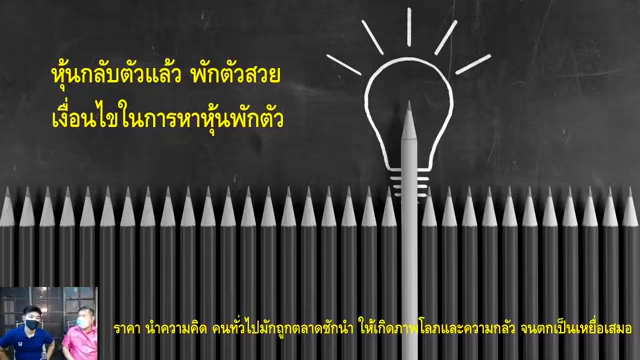 หุ้นกลับตัวแล้ว พักตัวสวย
เงื่อนไขในการหาหุ้นพักตัว
ราคา นำความคิด คนทั่วไปมักถูกตลาดชักนำ ให้เกิดภาพโลภและความกลัว จนตกเป็นเหยื่อเสมอ